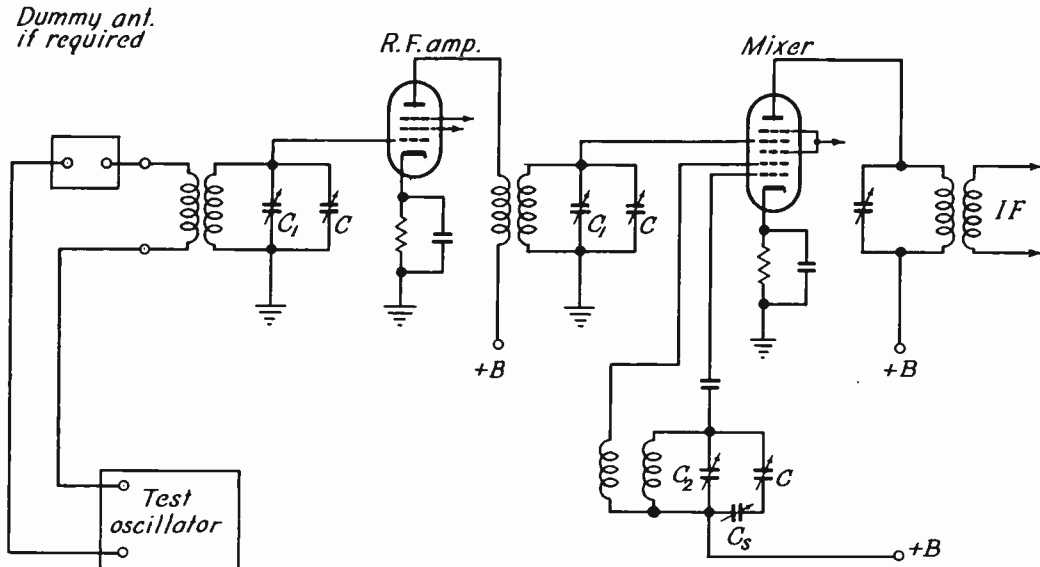 Dummy ant.
if required
R.F. amp.
Mixer
C₁
C
C₁
C
IF
+B
+B
C₂
C
Cₛ
+B
Test
oscillator